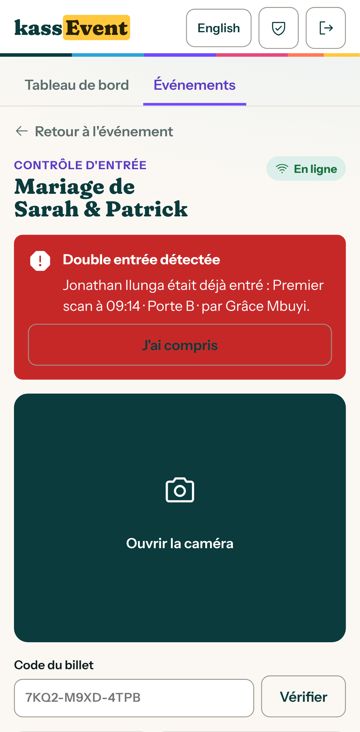 kassEvent
English
Tableau de bord
Événements
← Retour à l'événement
CONTRÔLE D'ENTRÉE
En ligne
Mariage de
Sarah & Patrick
Double entrée détectée
Jonathan Ilunga était déjà entré : Premier
scan à 09:14 · Porte B · par Grâce Mbuyi.
J'ai compris
Ouvrir la caméra
Code du billet
7KQ2-M9XD-4TPB
Vérifier